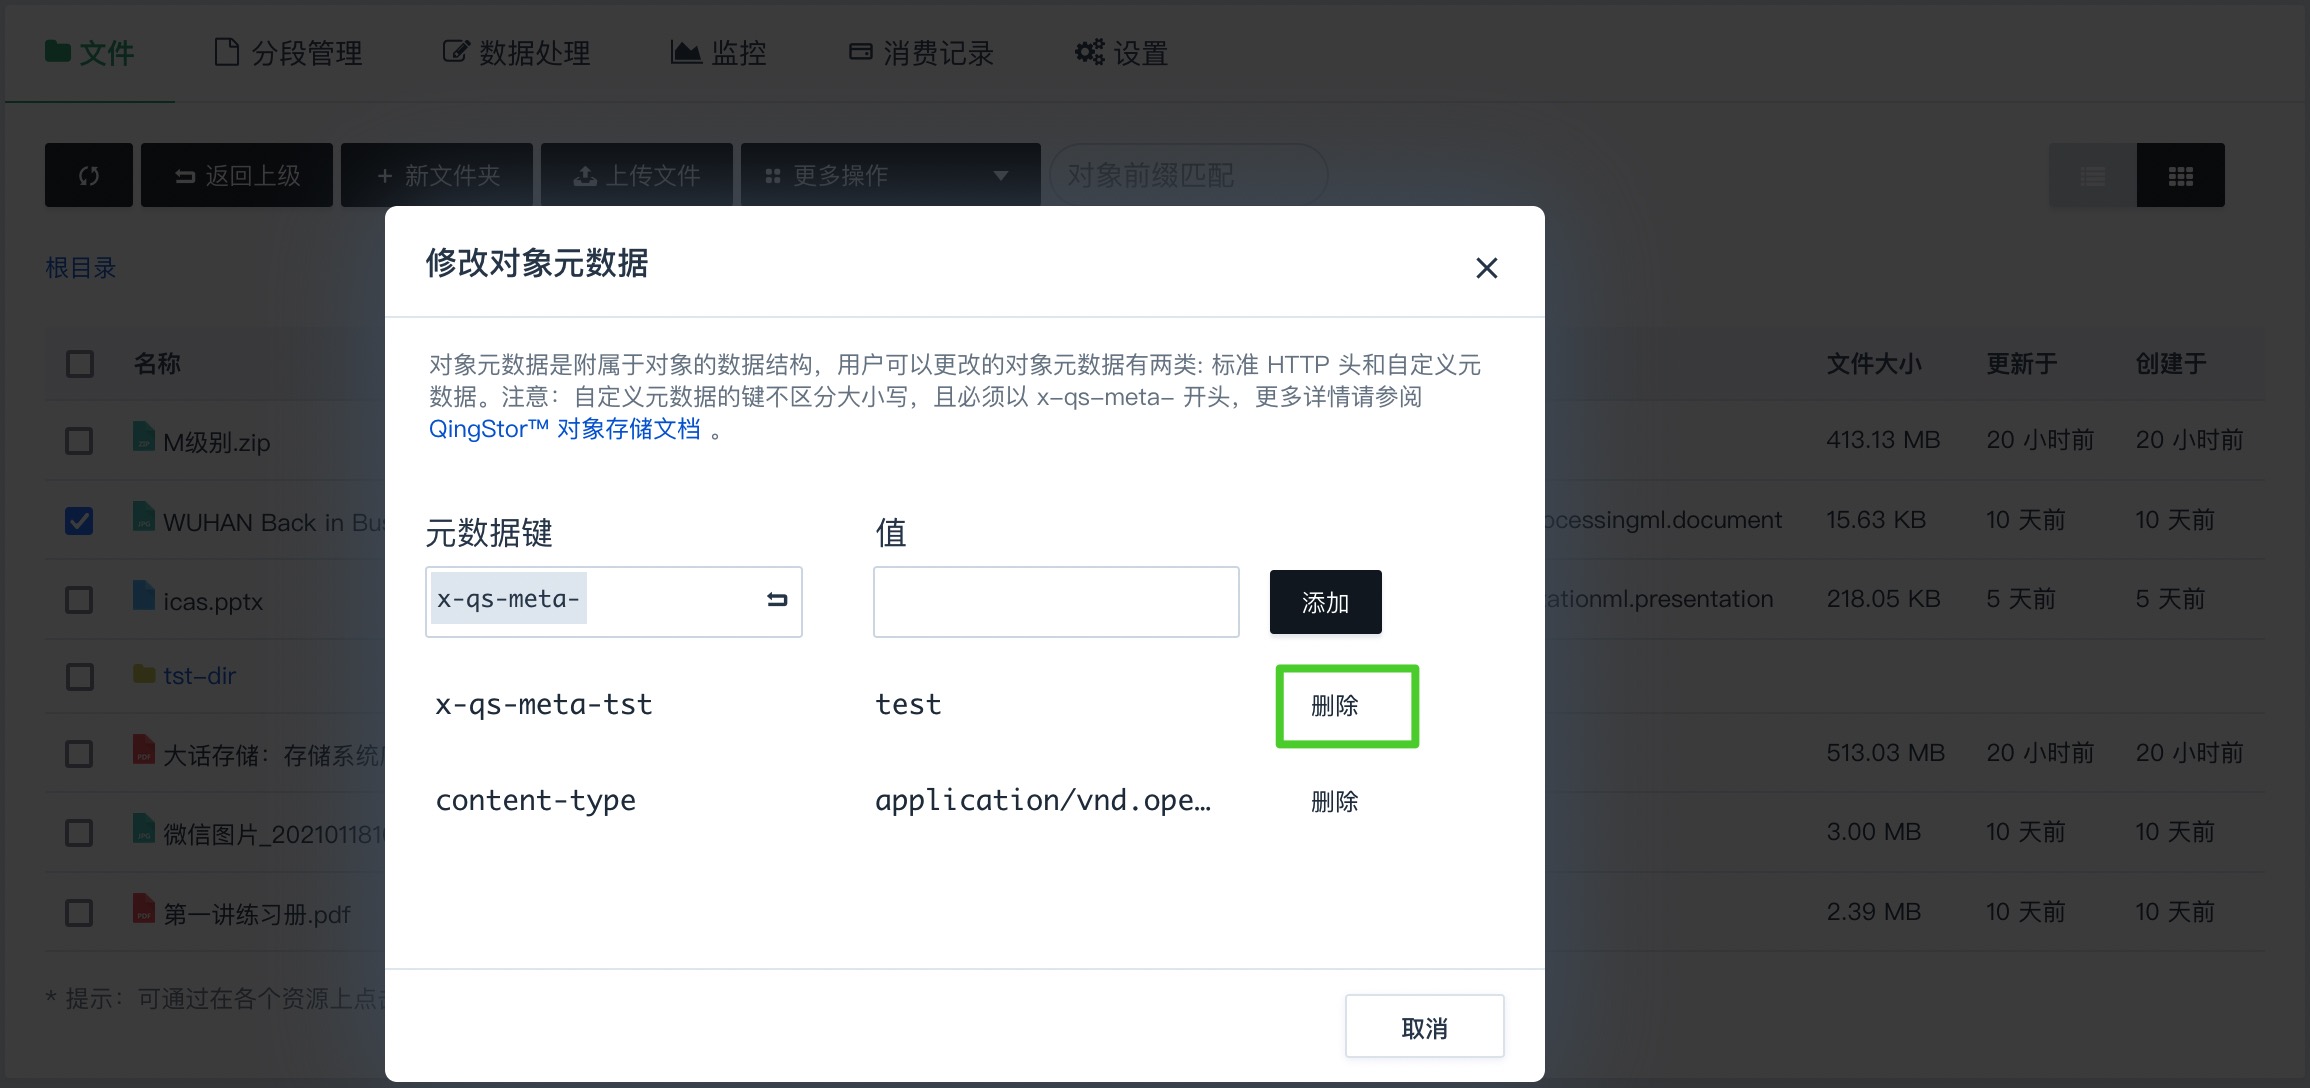 文件 分段管理 数据处理 监控 消费记录 设置
返回上级 + 新文件夹 上传文件 更多操作 对象前缀匹配
根目录
名称 文件大小 更新于 创建于
M级别.zip 413.13 MB 20 小时前 20 小时前
WUHAN Back in Bus ocessingml.document 15.63 KB 10 天前 10 天前
icas.pptx ationml.presentation 218.05 KB 5 天前 5 天前
tst-dir
大话存储：存储系统 513.03 MB 20 小时前 20 小时前
微信图片_2021011810 3.00 MB 10 天前 10 天前
第一讲练习册.pdf 2.39 MB 10 天前 10 天前
* 提示：可通过在各个资源上点
修改对象元数据
对象元数据是附属于对象的数据结构，用户可以更改的对象元数据有两类: 标准 HTTP 头和自定义元
数据。注意：自定义元数据的键不区分大小写，且必须以 x-qs-meta- 开头，更多详情请参阅
QingStor™ 对象存储文档 。
元数据键 值
x-qs-meta- 添加
x-qs-meta-tst test 删除
content-type application/vnd.ope… 删除
取消